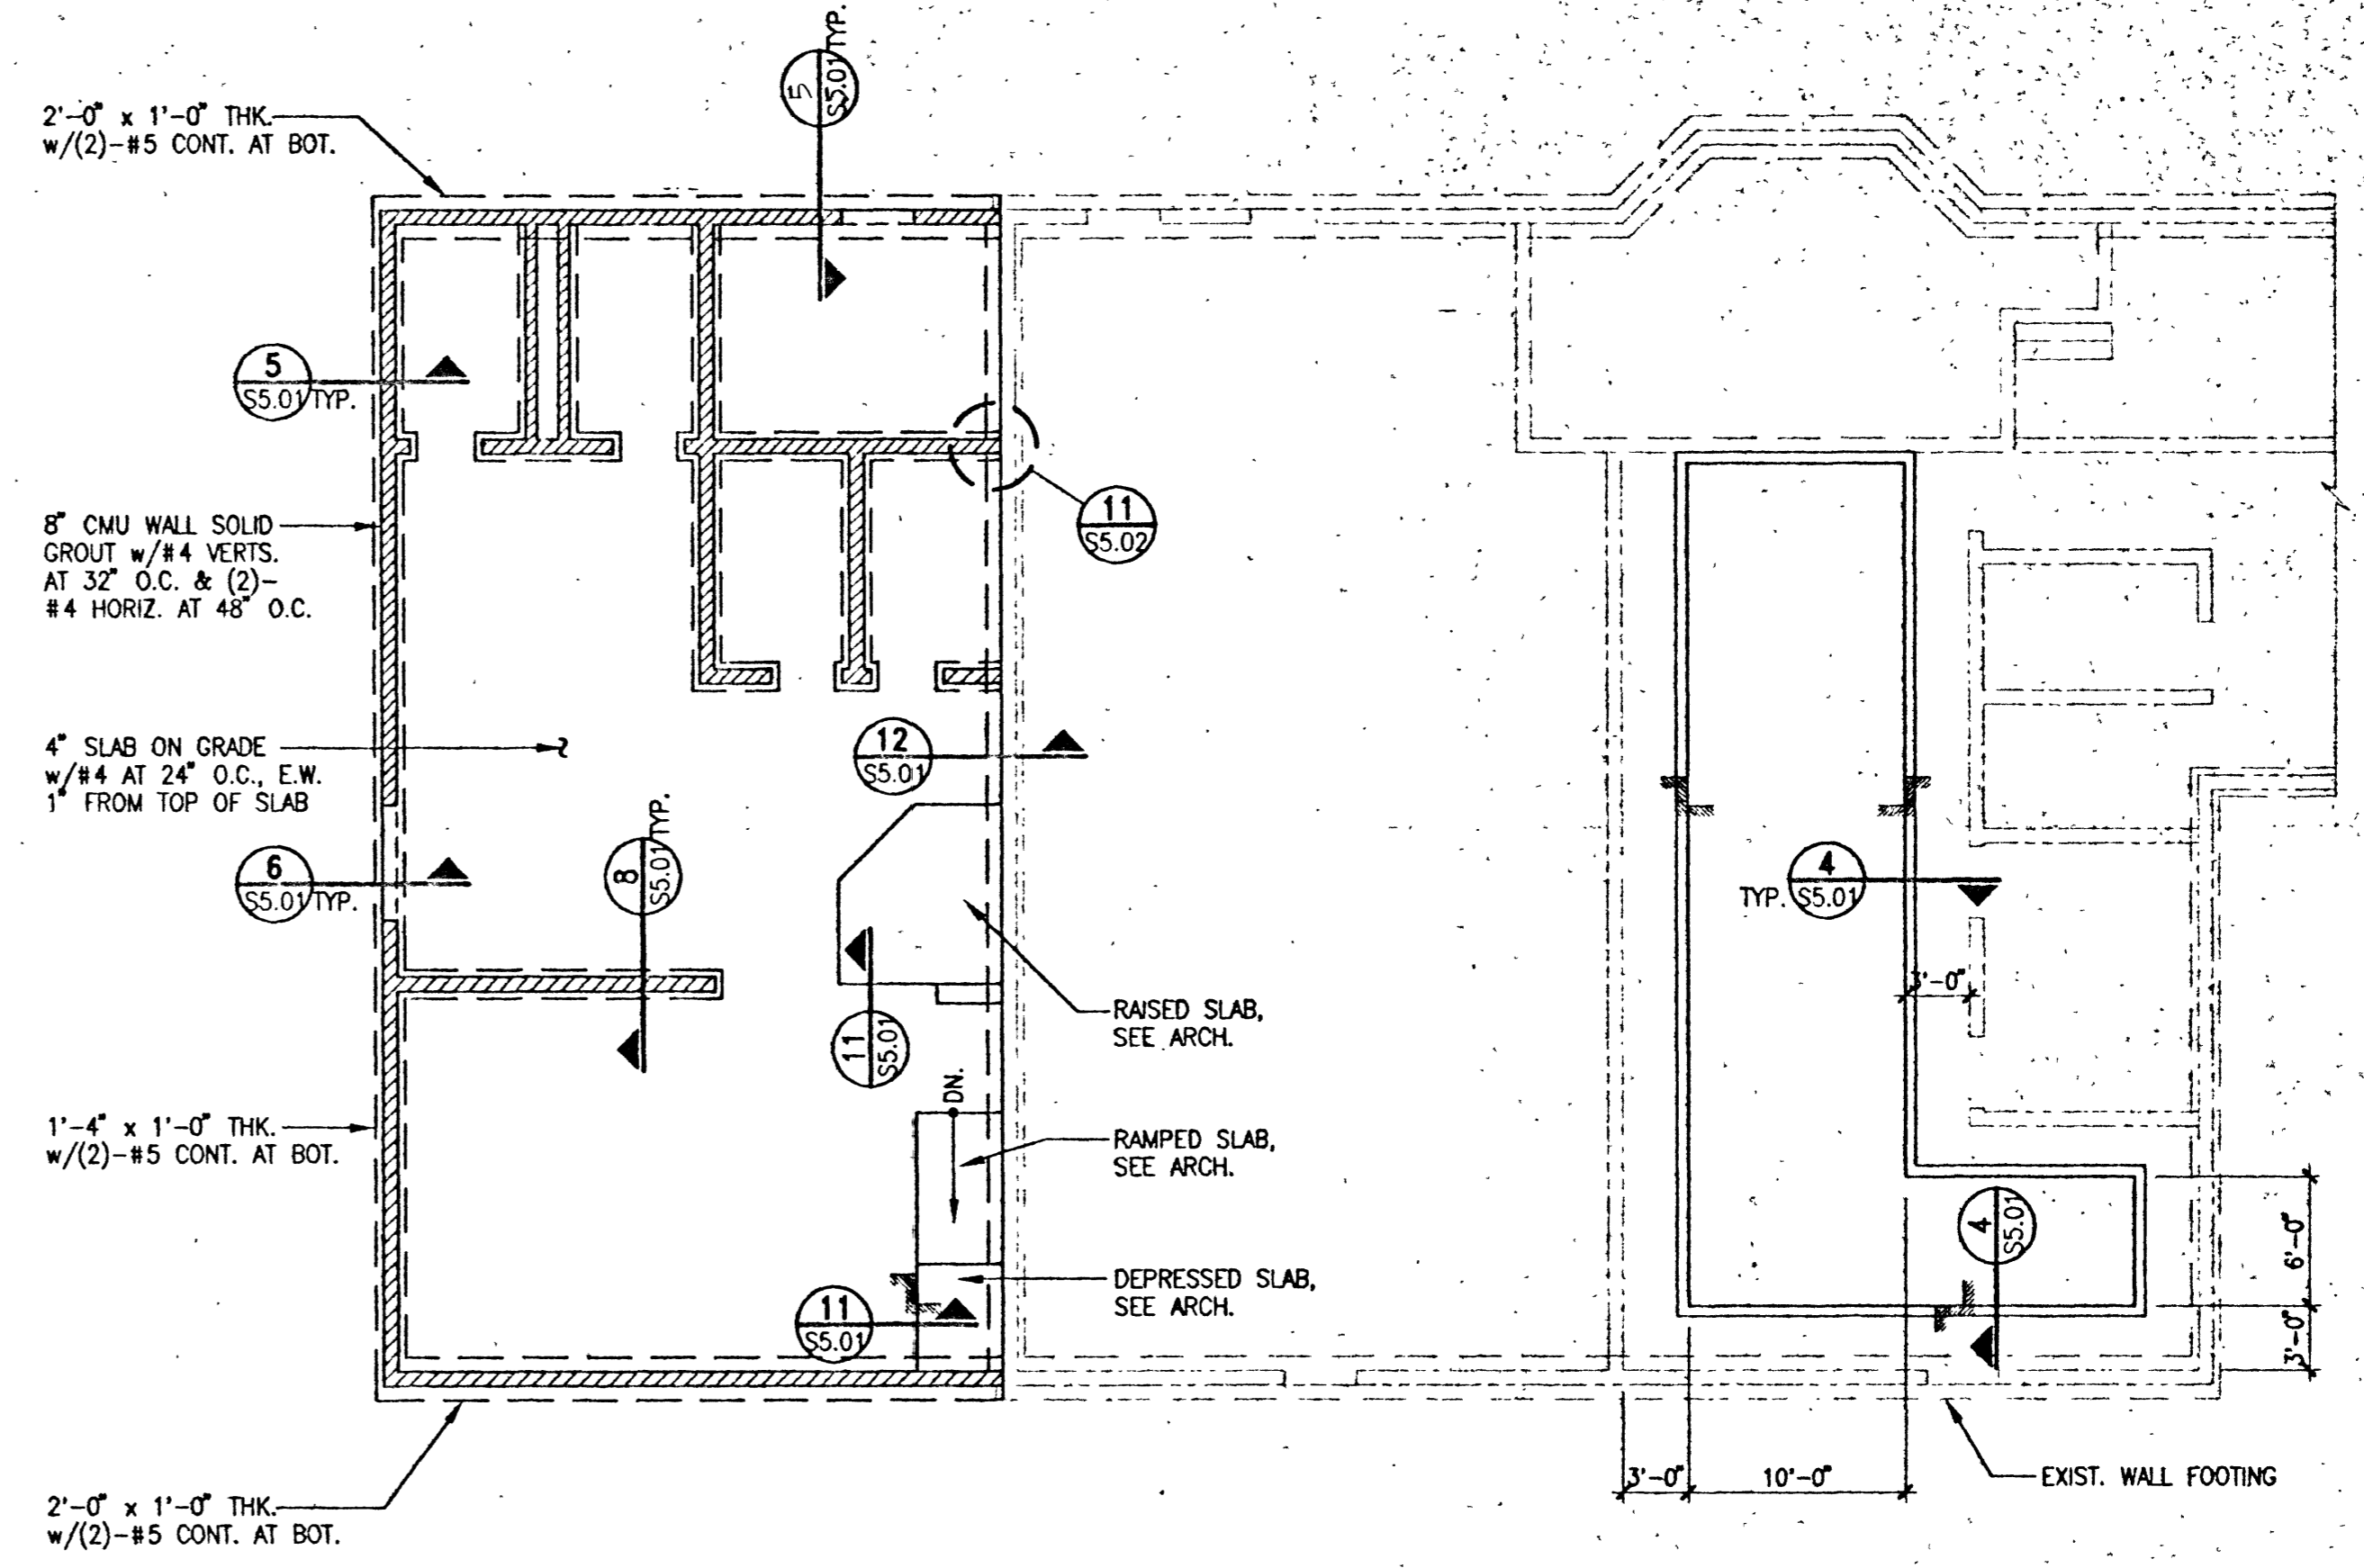 5
S5.01
TYP.
2'-0" x 1'-0" THK.
w/(2)-#5 CONT. AT BOT.
5
S5.01 TYP.
11
S5.02
8" CMU WALL SOLID
GROUT w/#4 VERTS.
AT 32" O.C. & (2)-
#4 HORIZ. AT 48" O.C.
4" SLAB ON GRADE
w/#4 AT 24" O.C., E.W.
1" FROM TOP OF SLAB
12
S5.01
6
S5.01 TYP.
8
S5.01
TYP.
4
TYP. S5.01
3'-0"
11
S5.01
RAISED SLAB,
SEE ARCH.
DN.
1'-4" x 1'-0" THK.
w/(2)-#5 CONT. AT BOT.
RAMPED SLAB,
SEE ARCH.
4
S5.01
6'-0"
DEPRESSED SLAB,
SEE ARCH.
11
S5.01
3'-0"
3'-0"
10'-0"
EXIST. WALL FOOTING
2'-0" x 1'-0" THK.
w/(2)-#5 CONT. AT BOT.